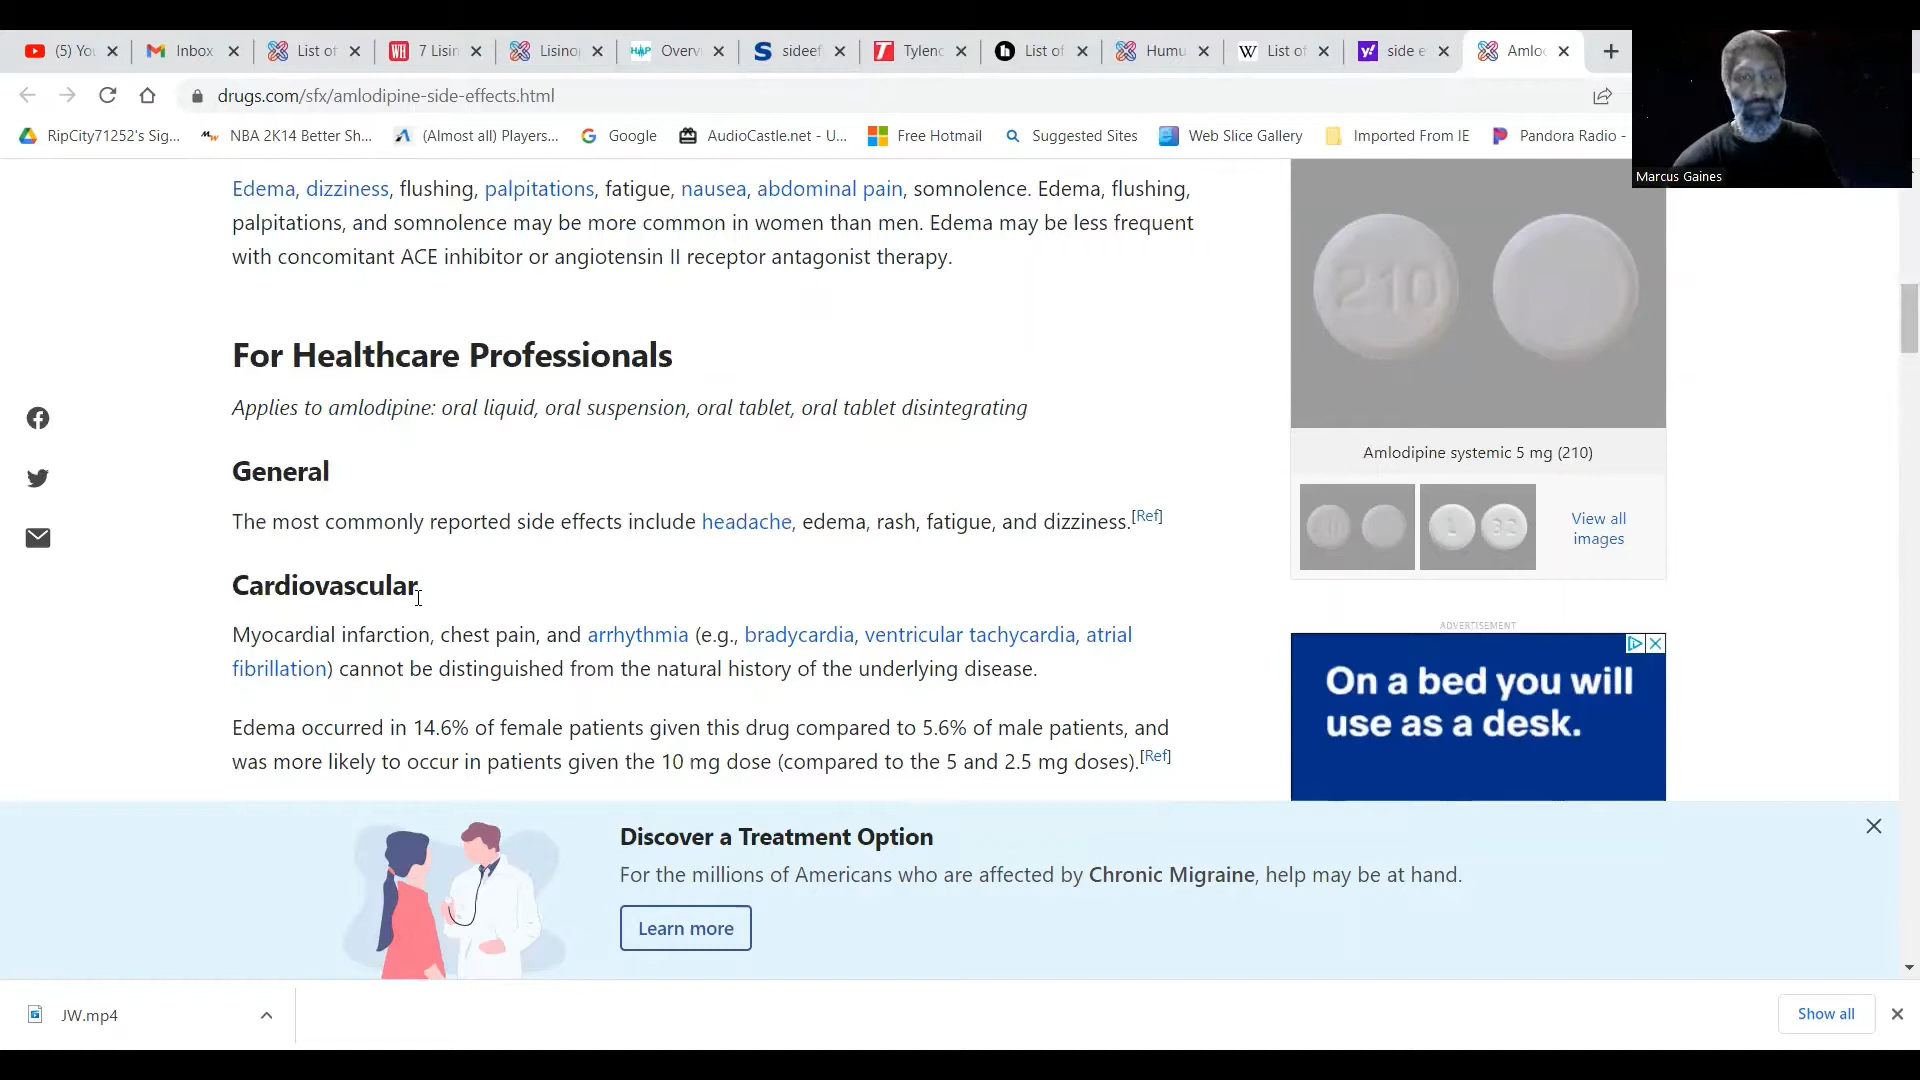 (5) Yo
Inbox
List of
7 Lisin
Lisino
Overv
sideef
Tyleno
List of
Humu
List of
side e
Amlo
drugs.com/sfx/amlodipine-side-effects.html
RipCity71252's Sig...
NBA 2K14 Better Sh...
(Almost all) Players...
Google
AudioCastle.net - U...
Free Hotmail
Suggested Sites
Web Slice Gallery
Imported From IE
Pandora Radio -
Marcus Gaines
Edema, dizziness, flushing, palpitations, fatigue, nausea, abdominal pain, somnolence. Edema, flushing,
palpitations, and somnolence may be more common in women than men. Edema may be less frequent
with concomitant ACE inhibitor or angiotensin II receptor antagonist therapy.
For Healthcare Professionals
Applies to amlodipine: oral liquid, oral suspension, oral tablet, oral tablet disintegrating
General
The most commonly reported side effects include headache, edema, rash, fatigue, and dizziness.[Ref]
Cardiovascular
Myocardial infarction, chest pain, and arrhythmia (e.g., bradycardia, ventricular tachycardia, atrial
fibrillation) cannot be distinguished from the natural history of the underlying disease.
Edema occurred in 14.6% of female patients given this drug compared to 5.6% of male patients, and
was more likely to occur in patients given the 10 mg dose (compared to the 5 and 2.5 mg doses).[Ref]
210
Amlodipine systemic 5 mg (210)
View all
images
ADVERTISEMENT
On a bed you will
use as a desk.
Discover a Treatment Option
For the millions of Americans who are affected by Chronic Migraine, help may be at hand.
Learn more
JW.mp4
Show all